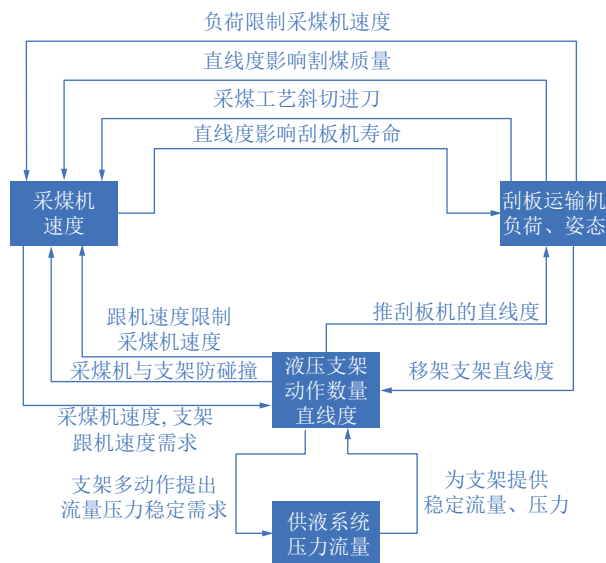 负荷限制采煤机速度
直线度影响割煤质量
采煤工艺斜切进刀
直线度影响刮板机寿命
采煤机
速度
刮板运输机
负荷、姿态
跟机速度限制
采煤机速度
推刮板机的直线度
采煤机与支架防碰撞
液压支架
动作数量
直线度
移架支架直线度
采煤机速度, 支架
跟机速度需求
支架多动作提出
流量压力稳定需求
为支架提供
稳定流量、压力
供液系统
压力流量